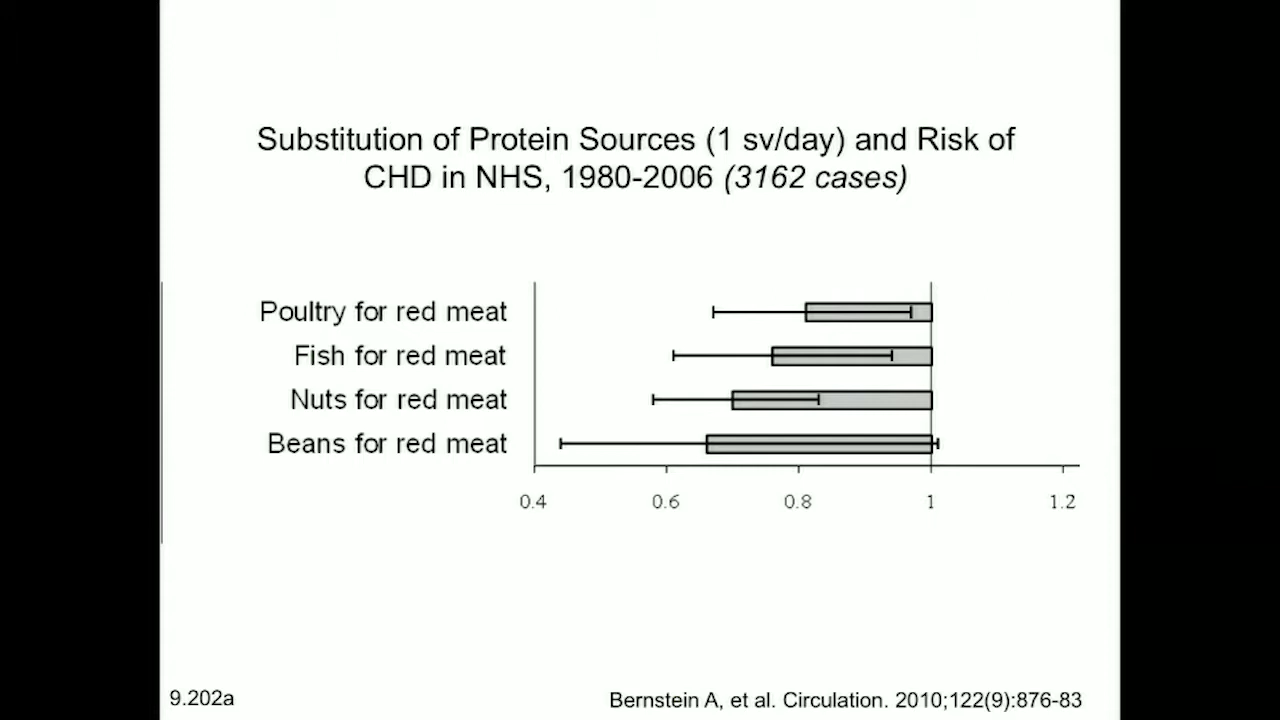 Substitution of Protein Sources (1 sv/day) and Risk of
CHD in NHS, 1980-2006 (3162 cases)
Poultry for red meat
Fish for red meat
Nuts for red meat
Beans for red meat
0.4 0.6 0.8 1 1.2
9.202a
Bernstein A, et al. Circulation. 2010;122(9):876-83